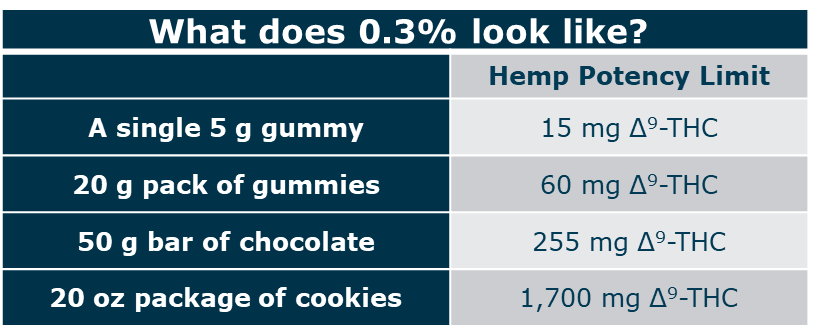 What does 0.3% look like?
Hemp Potency Limit
A single 5 g gummy 15 mg Δ⁹-THC
20 g pack of gummies 60 mg Δ⁹-THC
50 g bar of chocolate 255 mg Δ⁹-THC
20 oz package of cookies 1,700 mg Δ⁹-THC